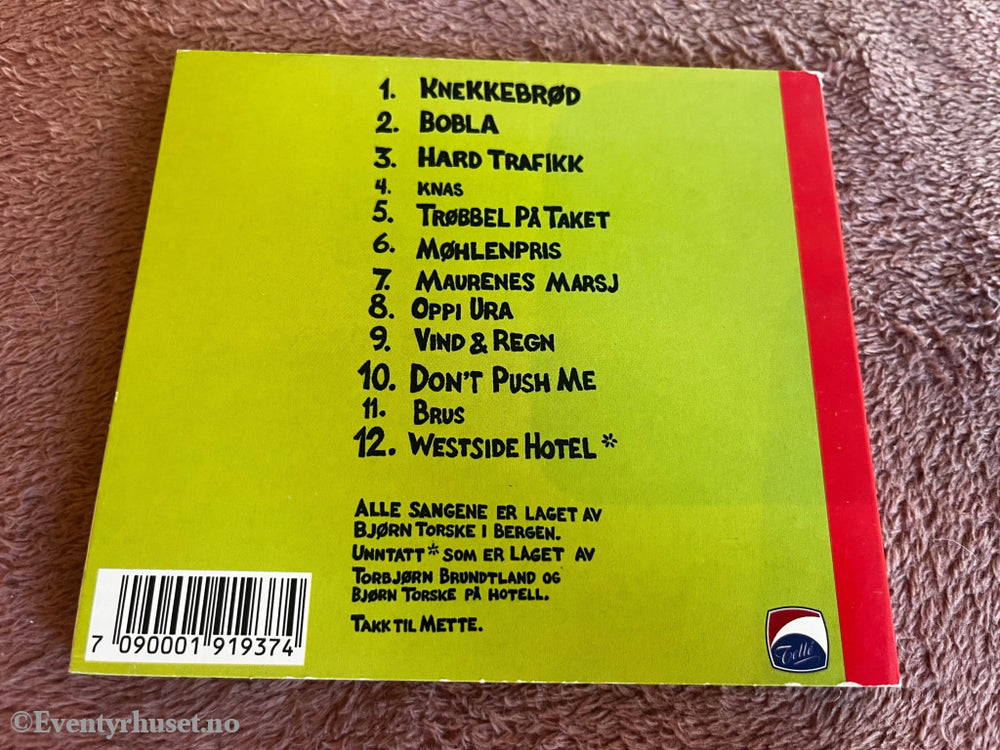 1. KNEKKEBRØD
2. BOBLA
3. HARD TRAFIKK
4. KNAS
5. TRØBBEL PÅ TAKET
6. MØHLENPRIS
7. MAURENES MARSJ
8. OPPI URA
9. VIND & REGN
10. DON'T PUSH ME
11. BRUS
12. WESTSIDE HOTEL *
ALLE SANGENE ER LAGET AV
BJØRN TORSKE I BERGEN.
UNNTATT * SOM ER LAGET AV
TORBJØRN BRUNDTLAND OG
BJØRN TORSKE PÅ HOTELL.
TAKK TIL METTE.
7 090001 919374
Telle
©Eventyrhuset.no